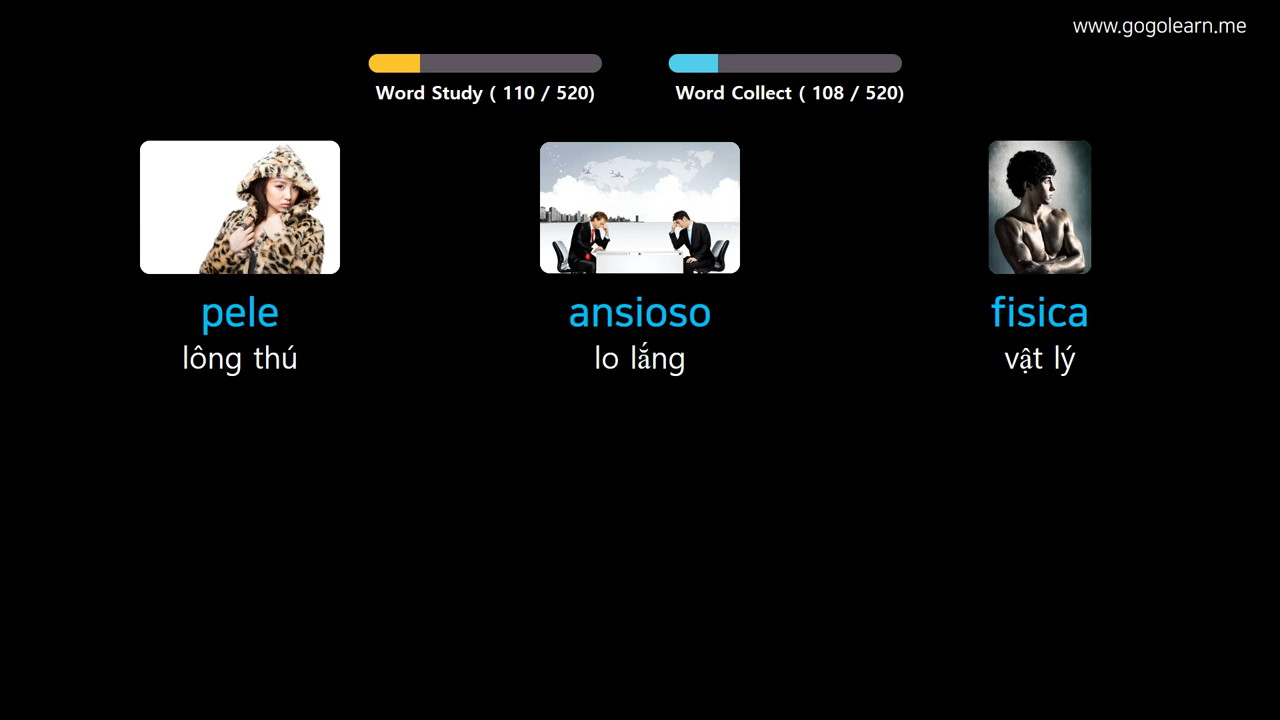 www.gogolearn.me
Word Study ( 110 / 520)
Word Collect ( 108 / 520)
pele
ansioso
fisica
lông thú
lo lắng
vật lý